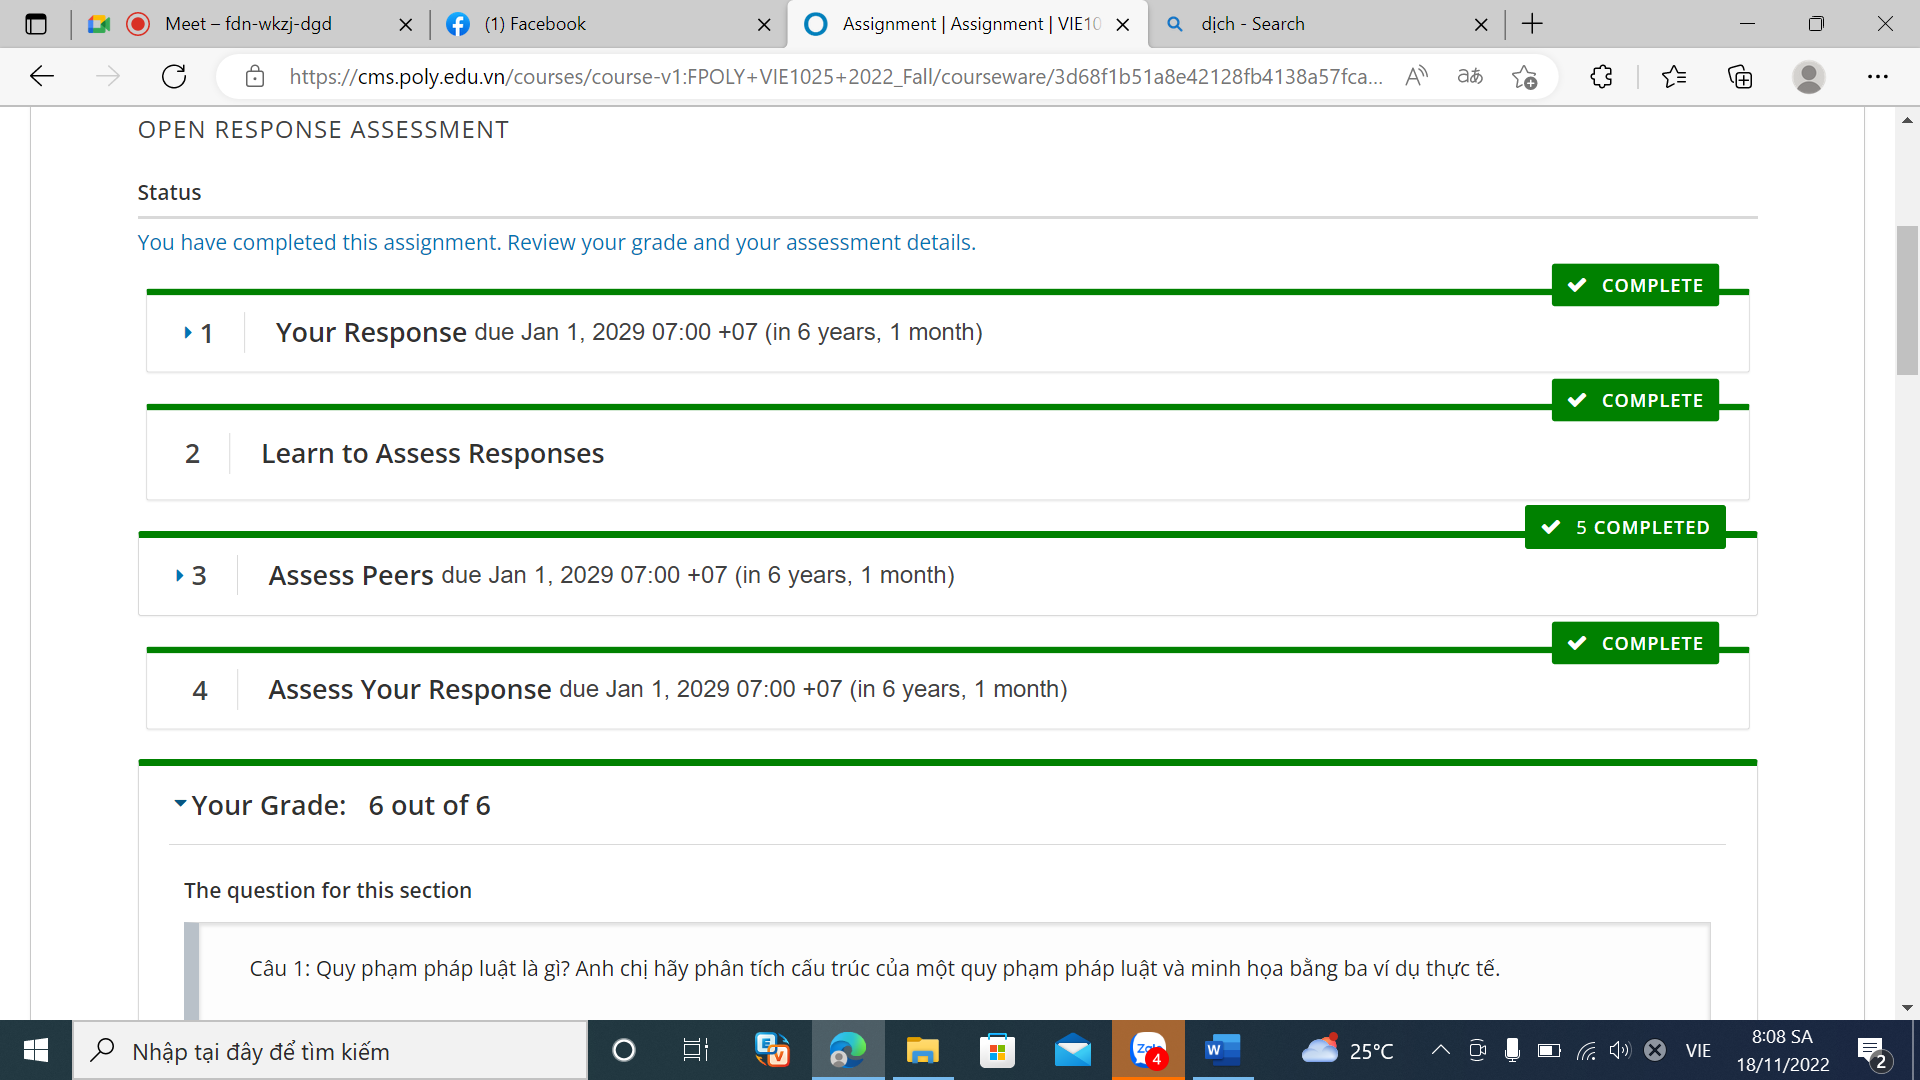 Meet – fdn-wkzj-dgd
(1) Facebook
Assignment | Assignment | VIE10
dịch - Search
https://cms.poly.edu.vn/courses/course-v1:FPOLY+VIE1025+2022_Fall/courseware/3d68f1b51a8e42128fb4138a57fca...
OPEN RESPONSE ASSESSMENT
Status
You have completed this assignment. Review your grade and your assessment details.
COMPLETE
1 Your Response due Jan 1, 2029 07:00 +07 (in 6 years, 1 month)
COMPLETE
2 Learn to Assess Responses
5 COMPLETED
3 Assess Peers due Jan 1, 2029 07:00 +07 (in 6 years, 1 month)
COMPLETE
4 Assess Your Response due Jan 1, 2029 07:00 +07 (in 6 years, 1 month)
Your Grade: 6 out of 6
The question for this section
Câu 1: Quy phạm pháp luật là gì? Anh chị hãy phân tích cấu trúc của một quy phạm pháp luật và minh họa bằng ba ví dụ thực tế.
Nhập tại đây để tìm kiếm
Zalo
4
W
25°C
VIE
8:08 SA
18/11/2022
2